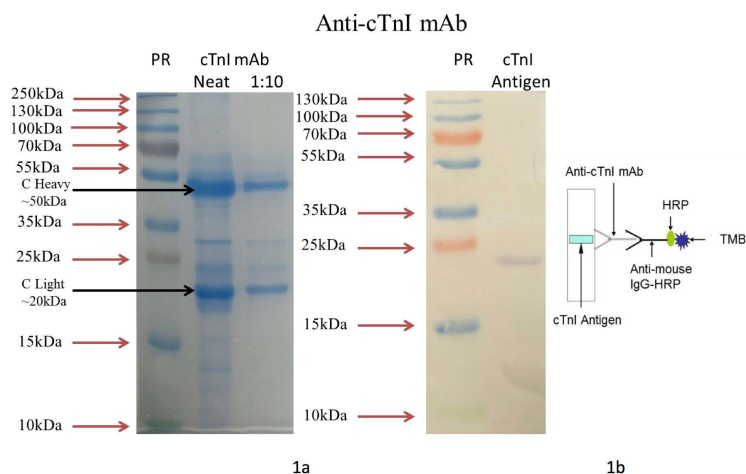 Anti-cTnI mAb
PR
cTnI mAb
Neat 1:10
250kDa
130kDa
100kDa
70kDa
55kDa
C Heavy
~50kDa
35kDa
25kDa
C Light
~20kDa
15kDa
10kDa
1a
PR
cTnI
Antigen
130kDa
100kDa
70kDa
55kDa
35kDa
25kDa
15kDa
10kDa
Anti-cTnI mAb
HRP
TMB
Anti-mouse
IgG-HRP
cTnI Antigen
1b